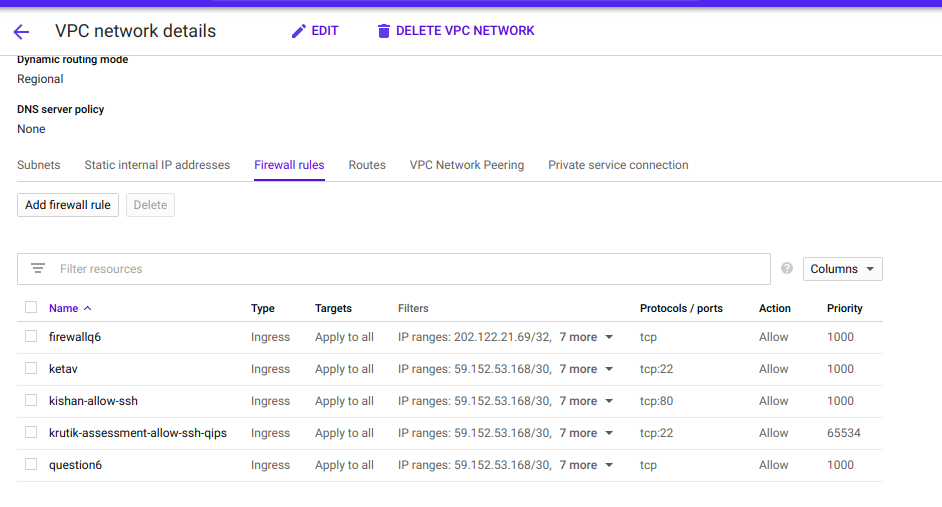 VPC network details EDIT DELETE VPC NETWORK
Dynamic routing mode
Regional
DNS server policy
None
Subnets Static internal IP addresses Firewall rules Routes VPC Network Peering Private service connection
Add firewall rule Delete
Filter resources ? Columns
Name Type Targets Filters Protocols / ports Action Priority
firewallq6 Ingress Apply to all IP ranges: 202.122.21.69/32, 7 more tcp Allow 1000
ketav Ingress Apply to all IP ranges: 59.152.53.168/30, 7 more tcp:22 Allow 1000
kishan-allow-ssh Ingress Apply to all IP ranges: 59.152.53.168/30, 7 more tcp:80 Allow 1000
krutik-assessment-allow-ssh-qips Ingress Apply to all IP ranges: 59.152.53.168/30, 7 more tcp:22 Allow 65534
question6 Ingress Apply to all IP ranges: 59.152.53.168/30, 7 more tcp Allow 1000